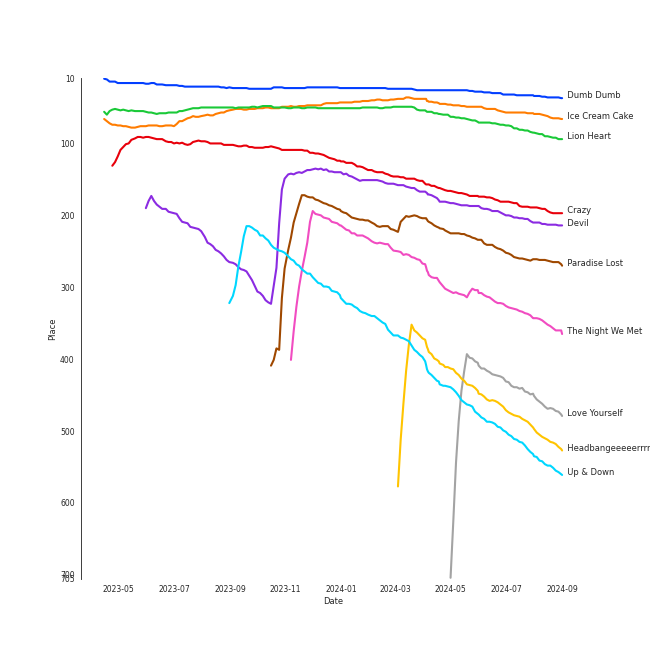 10
100
200
300
400
500
600
700
705
Place
2023-05
2023-07
2023-09
2023-11
2024-01
2024-03
2024-05
2024-07
2024-09
Date
Dumb Dumb
Ice Cream Cake
Lion Heart
Crazy
Devil
Paradise Lost
The Night We Met
Love Yourself
Headbangeeeeerrrr
Up & Down